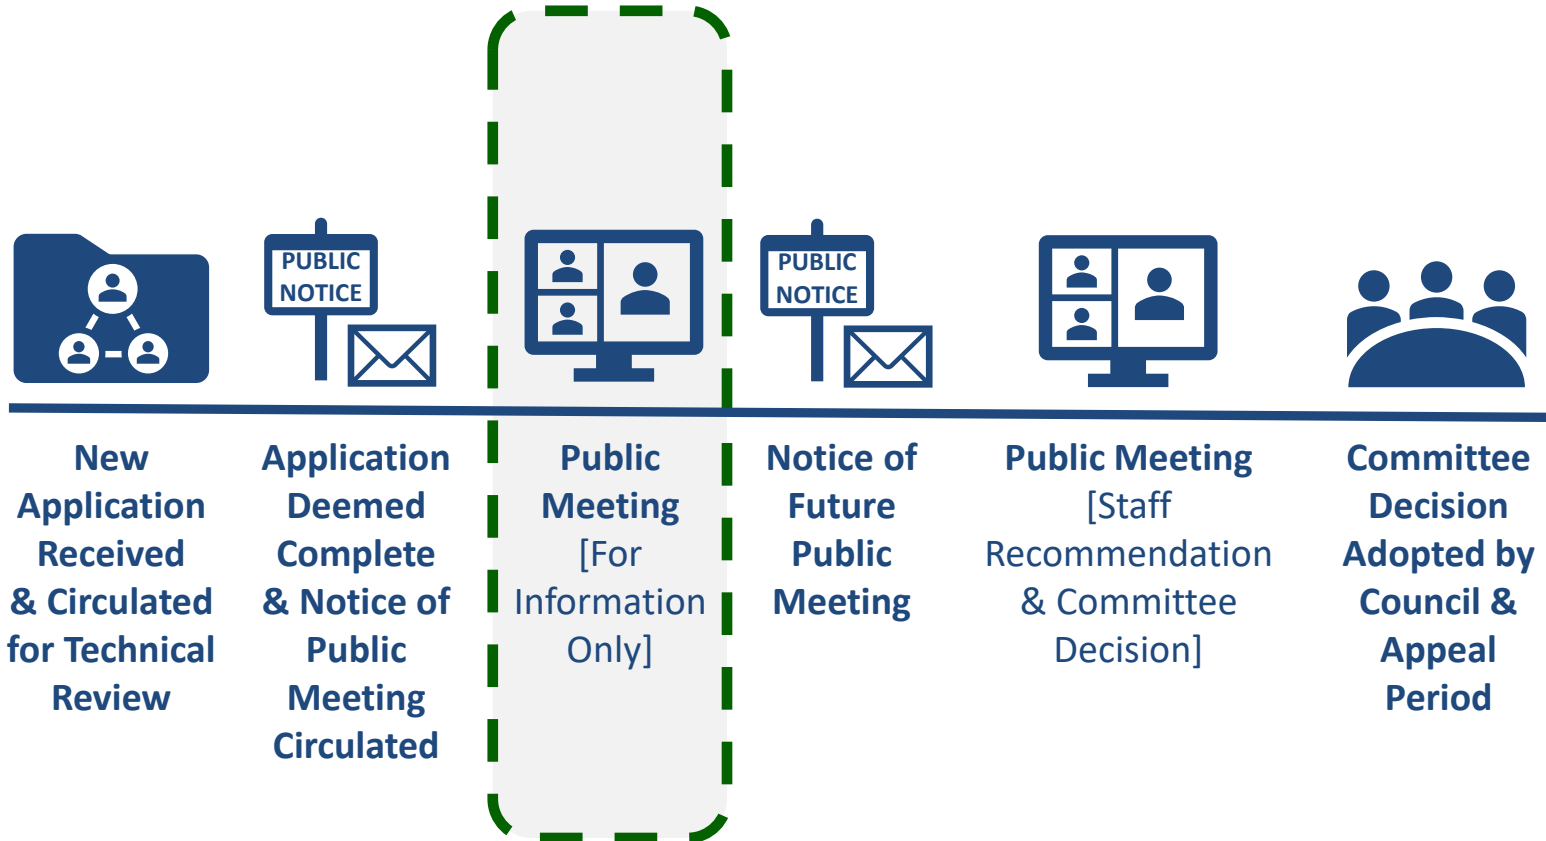 PUBLIC
NOTICE
PUBLIC
NOTICE
New
Application
Received
& Circulated
for Technical
Review
Application
Deemed
Complete
& Notice of
Public
Meeting
Circulated
Public
Meeting
[For
Information
Only]
Notice of
Future
Public
Meeting
Public Meeting
[Staff
Recommendation
& Committee
Decision]
Committee
Decision
Adopted by
Council &
Appeal
Period